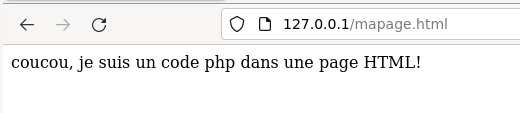 127.0.0.1/mapage.html
coucou, je suis un code php dans une page HTML!